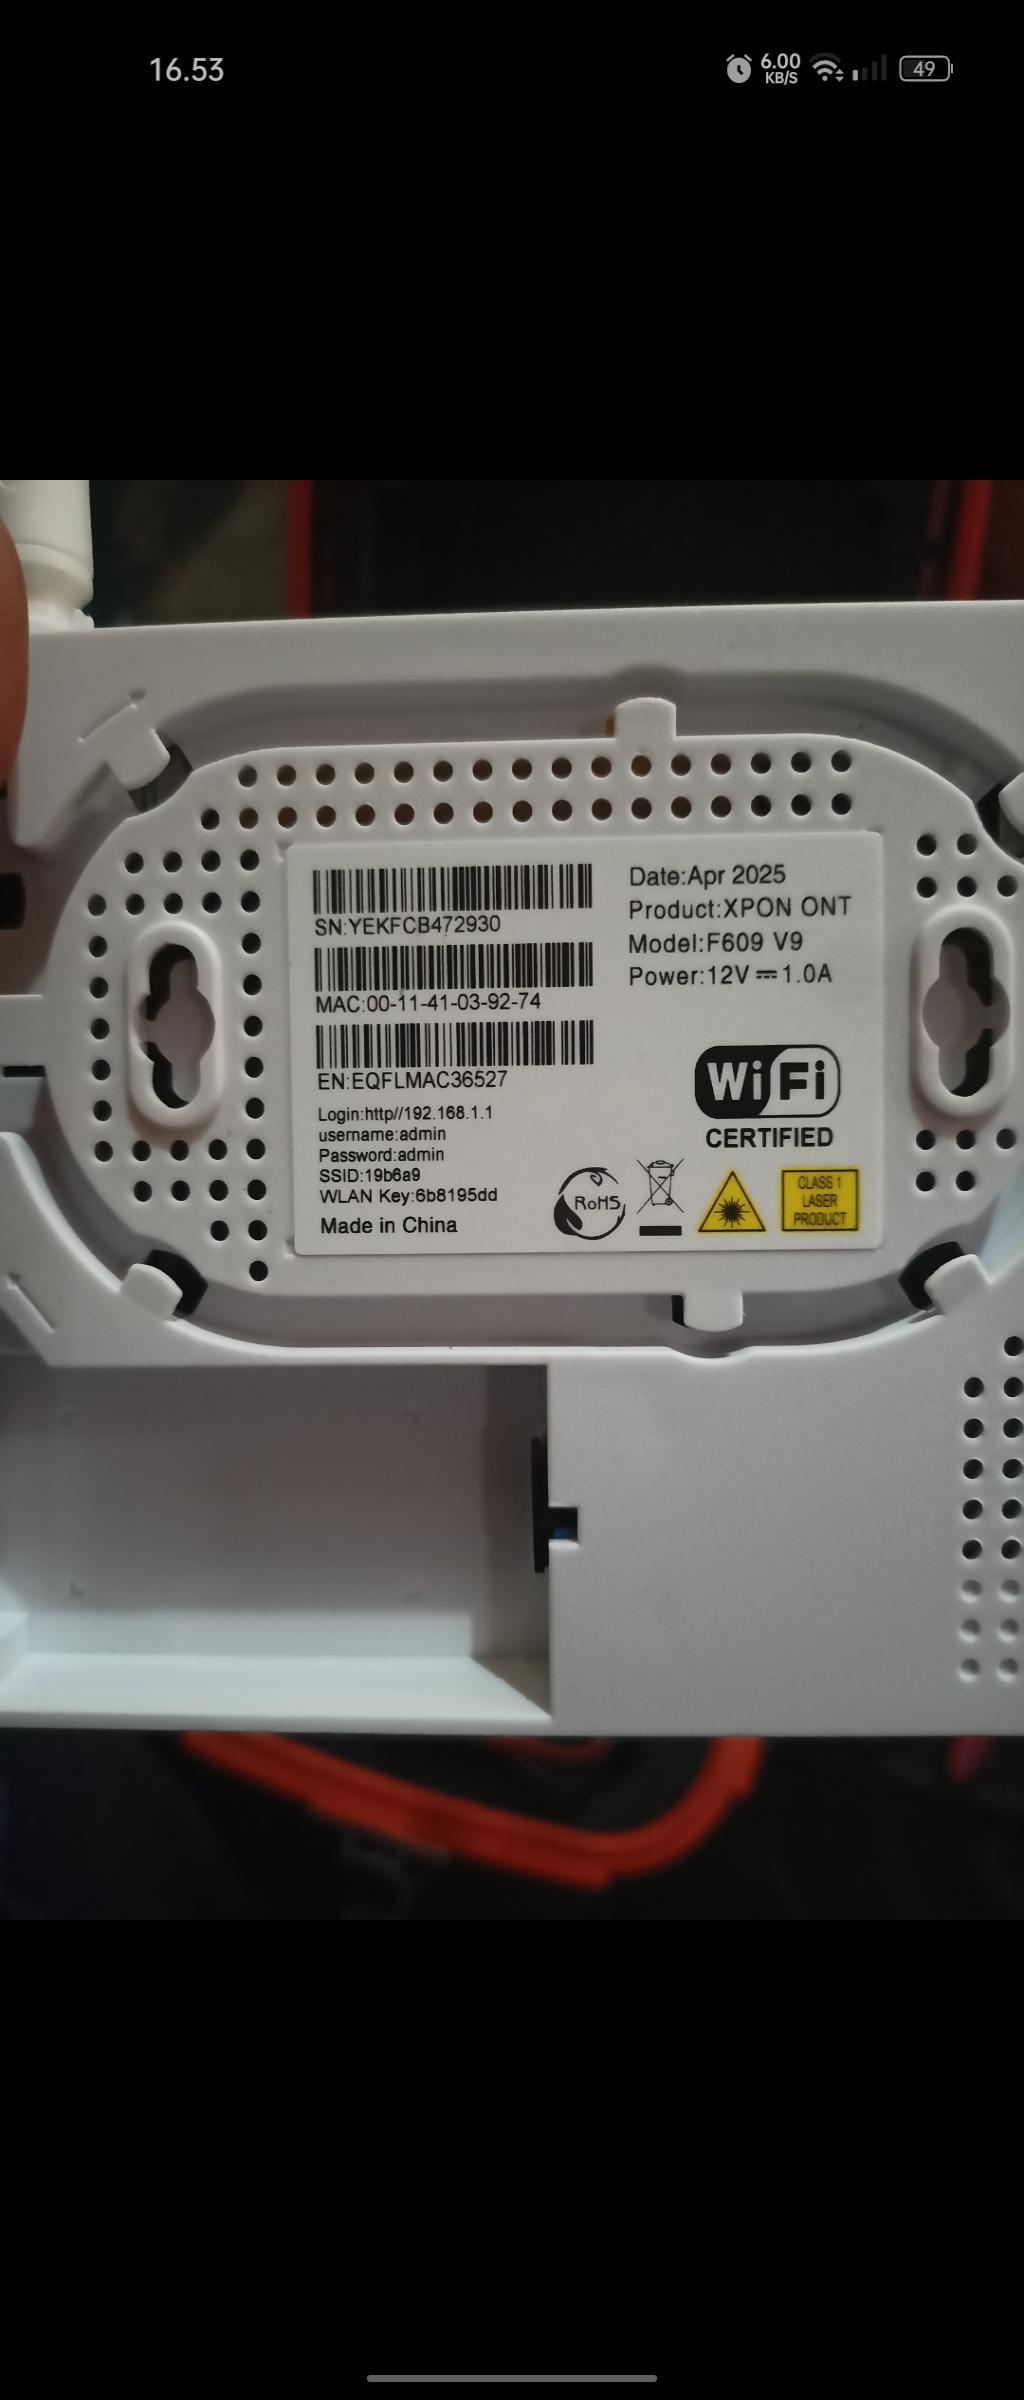 16.53
6.00
KB/S
49
SN:YEKFCB472930
MAC:00-11-41-03-92-74
EN:EQFLMAC36527
Login:http//192.168.1.1
username:admin
Password:admin
SSID:19b6a9
WLAN Key:6b8195dd
Made in China
Date:Apr 2025
Product:XPON ONT
Model:F609 V9
Power:12V⎓1.0A
WiFi
CERTIFIED
RoHS
CLASS 1
LASER
PRODUCT